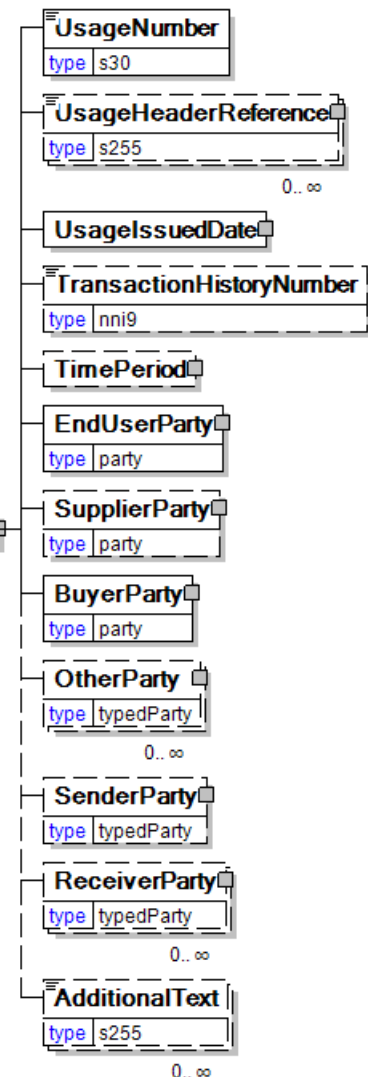 UsageNumber
type s30
UsageHeaderReference
type s255
0.. ∞
UsageIssuedDate
TransactionHistoryNumber
type nni9
TimePeriod
EndUserParty
type party
SupplierParty
type party
BuyerParty
type party
OtherParty
type typedParty
0.. ∞
SenderParty
type typedParty
ReceiverParty
type typedParty
0.. ∞
AdditionalText
type s255
0.. ∞